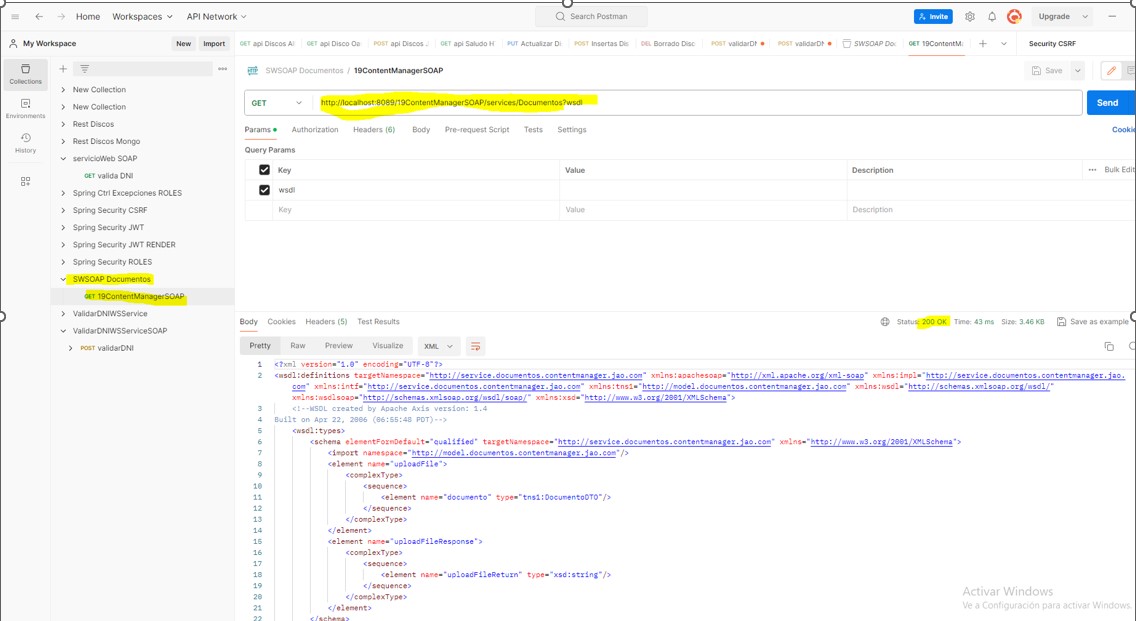 Home Workspaces API Network Search Postman Invite Upgrade
My Workspace New Import
GET api Discos A GET api Disco Ge POST api Discos . GET api Saludo H PUT Actualizar Di POST Insertas Dis DEL Borrado Disc POST validarDN POST validarDN SWSOAP Do GET 19ContentMa Security CSRF
Collections
Environments
History
New Collection
New Collection
Rest Discos
Rest Discos Mongo
servicioWeb SOAP
GET valida DNI
Spring Ctrl Excepciones ROLES
Spring Security CSRF
Spring Security JWT
Spring Security JWT RENDER
Spring Security ROLES
SWSOAP Documentos
GET 19ContentManagerSOAP
ValidarDNIWSService
ValidarDNIWSServiceSOAP
POST validarDNI
SWSOAP Documentos / 19ContentManagerSOAP Save
GET http://localhost:8089/19ContentManagerSOAP/services/Documentos?wsdl Send
Params Authorization Headers (6) Body Pre-request Script Tests Settings Cookie
Query Params
Key Value Description Bulk Edit
wsdl
Key Value Description
Body Cookies Headers (5) Test Results Status: 200 OK Time: 43 ms Size: 3.46 KB Save as example
Pretty Raw Preview Visualize XML
1 <?xml version="1.0" encoding="UTF-8"?>
2 <wsdl:definitions targetNamespace="http://service.documentos.contentmanager.jao.com" xmlns:apachesoap="http://xml.apache.org/xml-soap" xmlns:impl="http://service.documentos.contentmanager.jao.
com" xmlns:intf="http://service.documentos.contentmanager.jao.com" xmlns:tns1="http://model.documentos.contentmanager.jao.com" xmlns:wsdl="http://schemas.xmlsoap.org/wsdl/"
xmlns:wsdlsoap="http://schemas.xmlsoap.org/wsdl/soap/" xmlns:xsd="http://www.w3.org/2001/XMLSchema">
3 <!--WSDL created by Apache Axis version: 1.4
4 Built on Apr 22, 2006 (06:55:48 PDT)-->
5 <wsdl:types>
6 <schema elementFormDefault="qualified" targetNamespace="http://service.documentos.contentmanager.jao.com" xmlns="http://www.w3.org/2001/XMLSchema">
7 <import namespace="http://model.documentos.contentmanager.jao.com"/>
8 <element name="uploadFile">
9 <complexType>
10 <sequence>
11 <element name="documento" type="tns1:DocumentoDTO"/>
12 </sequence>
13 </complexType>
14 </element>
15 <element name="uploadFileResponse">
16 <complexType>
17 <sequence>
18 <element name="uploadFileReturn" type="xsd:string"/>
19 </sequence>
20 </complexType>
21 </element>
22 </schema>
Activar Windows
Ve a Configuración para activar Windows.